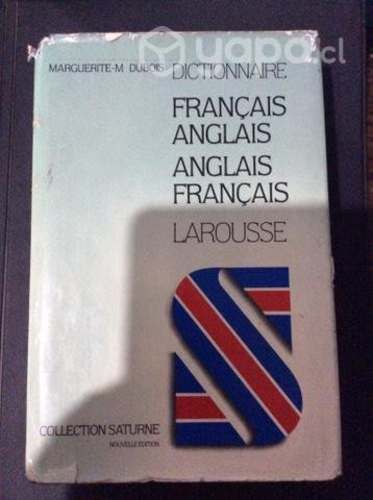 yapo.cl
MARGUERITE-M DUBOIS DICTIONNAIRE
FRANÇAIS
ANGLAIS
ANGLAIS
FRANÇAIS
LAROUSSE
S
COLLECTION SATURNE
NOUVELLE EDITION